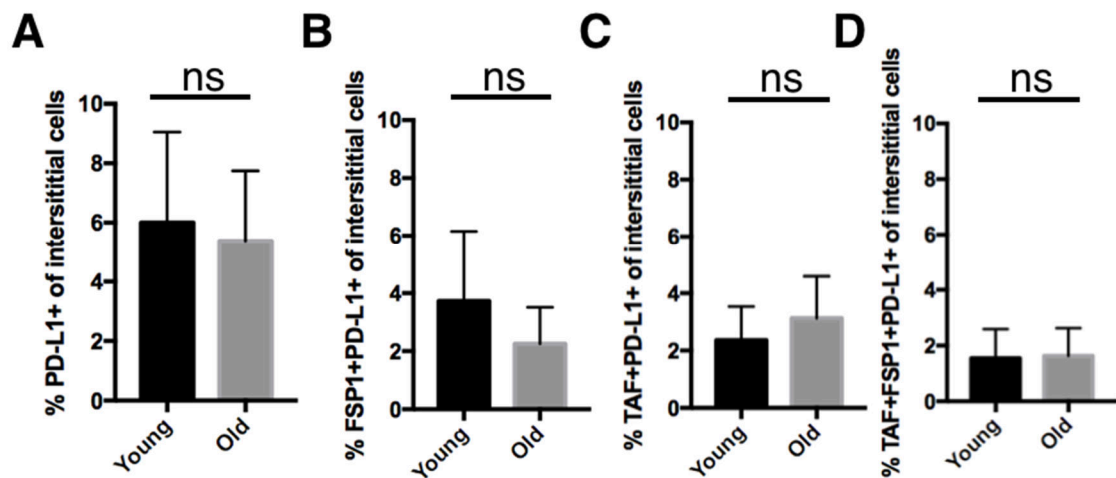 A
ns
% PD-L1+ of intersititial cells
10
8
6
4
2
0
Young
Old
B
ns
% FSP1+PD-L1+ of intersititial cells
10
8
6
4
2
0
Young
Old
C
ns
% TAF+PD-L1+ of intersititial cells
10
8
6
4
2
0
Young
Old
D
ns
% TAF+FSP1+PD-L1+ of intersititial cells
10
8
6
4
2
0
Young
Old